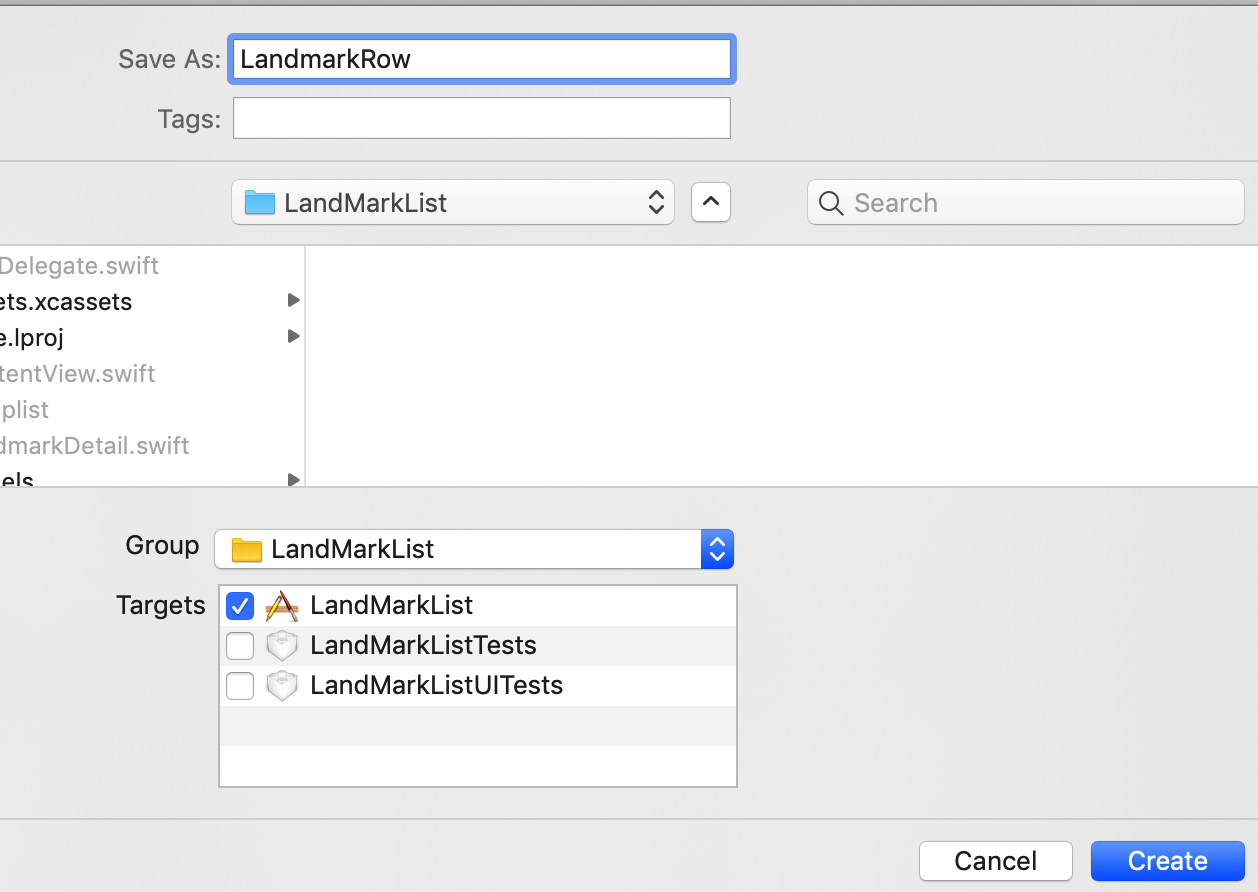 Save As: LandmarkRow
Tags:
LandMarkList
Search
Delegate.swift
ets.xcassets
e.lproj
tentView.swift
plist
dmarkDetail.swift
els
Group LandMarkList
Targets LandMarkList
LandMarkListTests
LandMarkListUITests
Cancel Create